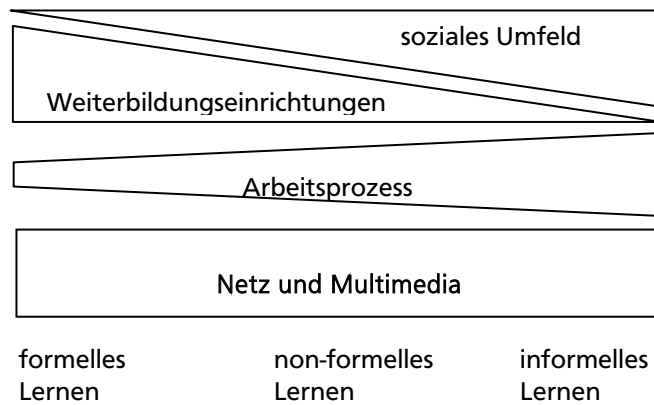 soziales Umfeld
Weiterbildungseinrichtungen
Arbeitsprozess
Netz und Multimedia
formelles
Lernen
non-formelles
Lernen
informelles
Lernen